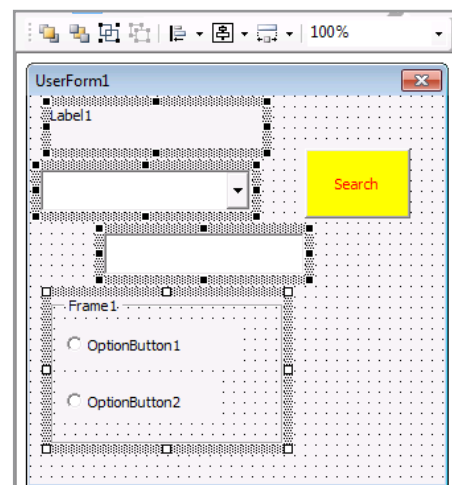 100%
UserForm1
Label1
Search
Frame1
OptionButton1
OptionButton2